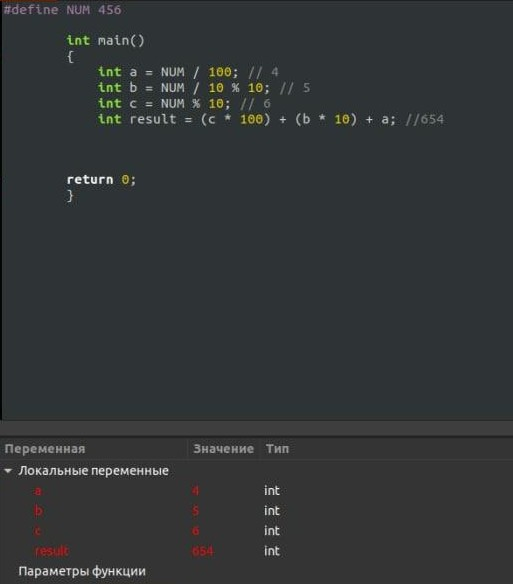 #define NUM 456
int main()
{
int a = NUM / 100; // 4
int b = NUM / 10 % 10; // 5
int c = NUM % 10; // 6
int result = (c * 100) + (b * 10) + a; //654
return 0;
}
Переменная Значение Тип
Локальные переменные
a 4 int
b 5 int
c 6 int
result 654 int
Параметры функции